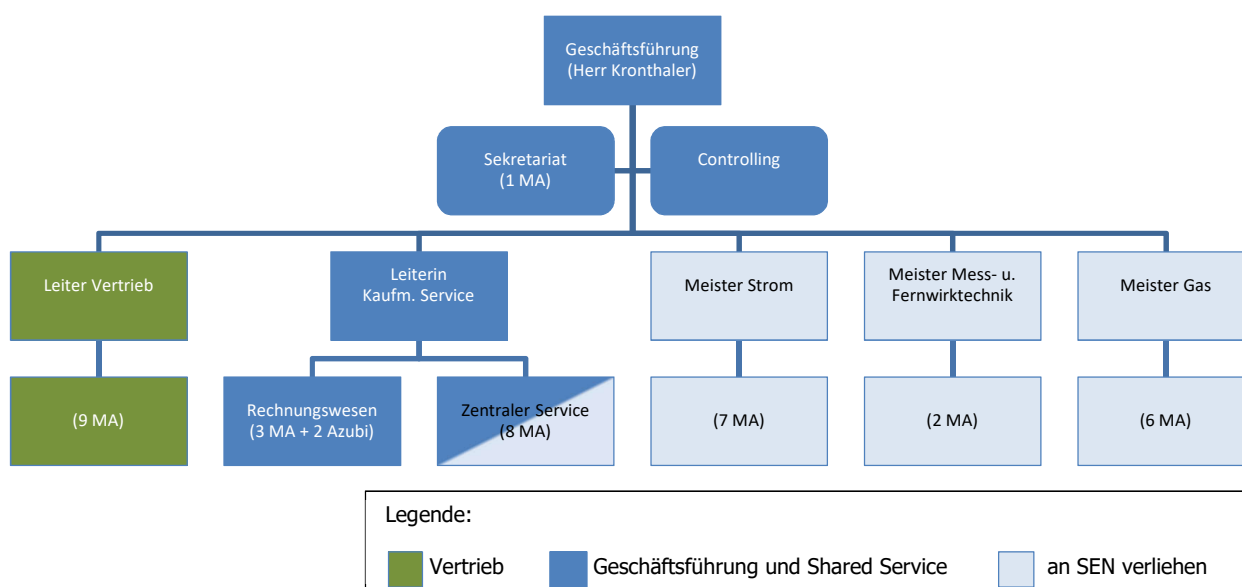 Geschäftsführung
(Herr Kronthaler)
Sekretariat
(1 MA)
Controlling
Leiter Vertrieb
Leiterin
Kaufm. Service
Meister Strom
Meister Mess- u.
Fernwirktechnik
Meister Gas
(9 MA)
Rechnungswesen
(3 MA + 2 Azubi)
Zentraler Service
(8 MA)
(7 MA)
(2 MA)
(6 MA)
Legende:
Vertrieb
Geschäftsführung und Shared Service
an SEN verliehen